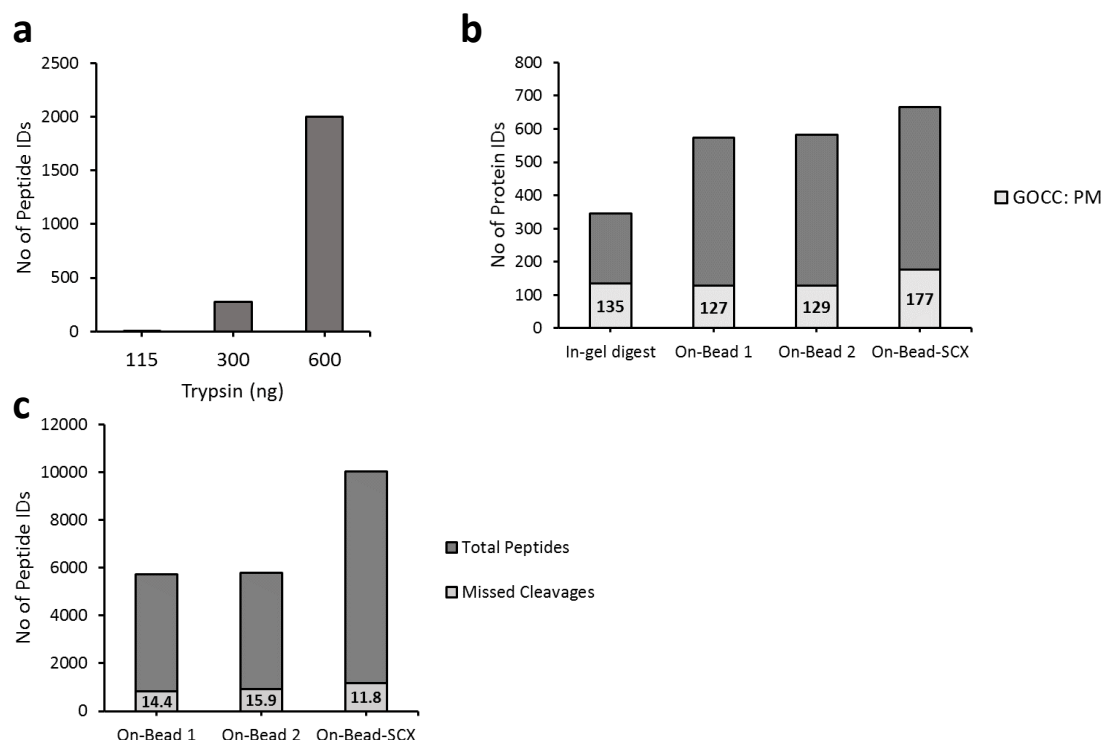 a
2500
2000
1500
1000
500
0
No of Peptide IDs
115 300 600
Trypsin (ng)
b
800
700
600
500
400
300
200
100
0
No of Protein IDs
135 127 129 177
In-gel digest On-Bead 1 On-Bead 2 On-Bead-SCX
GOCC: PM
c
12000
10000
8000
6000
4000
2000
0
No of Peptide IDs
14.4 15.9 11.8
On-Bead 1 On-Bead 2 On-Bead-SCX
Total Peptides
Missed Cleavages